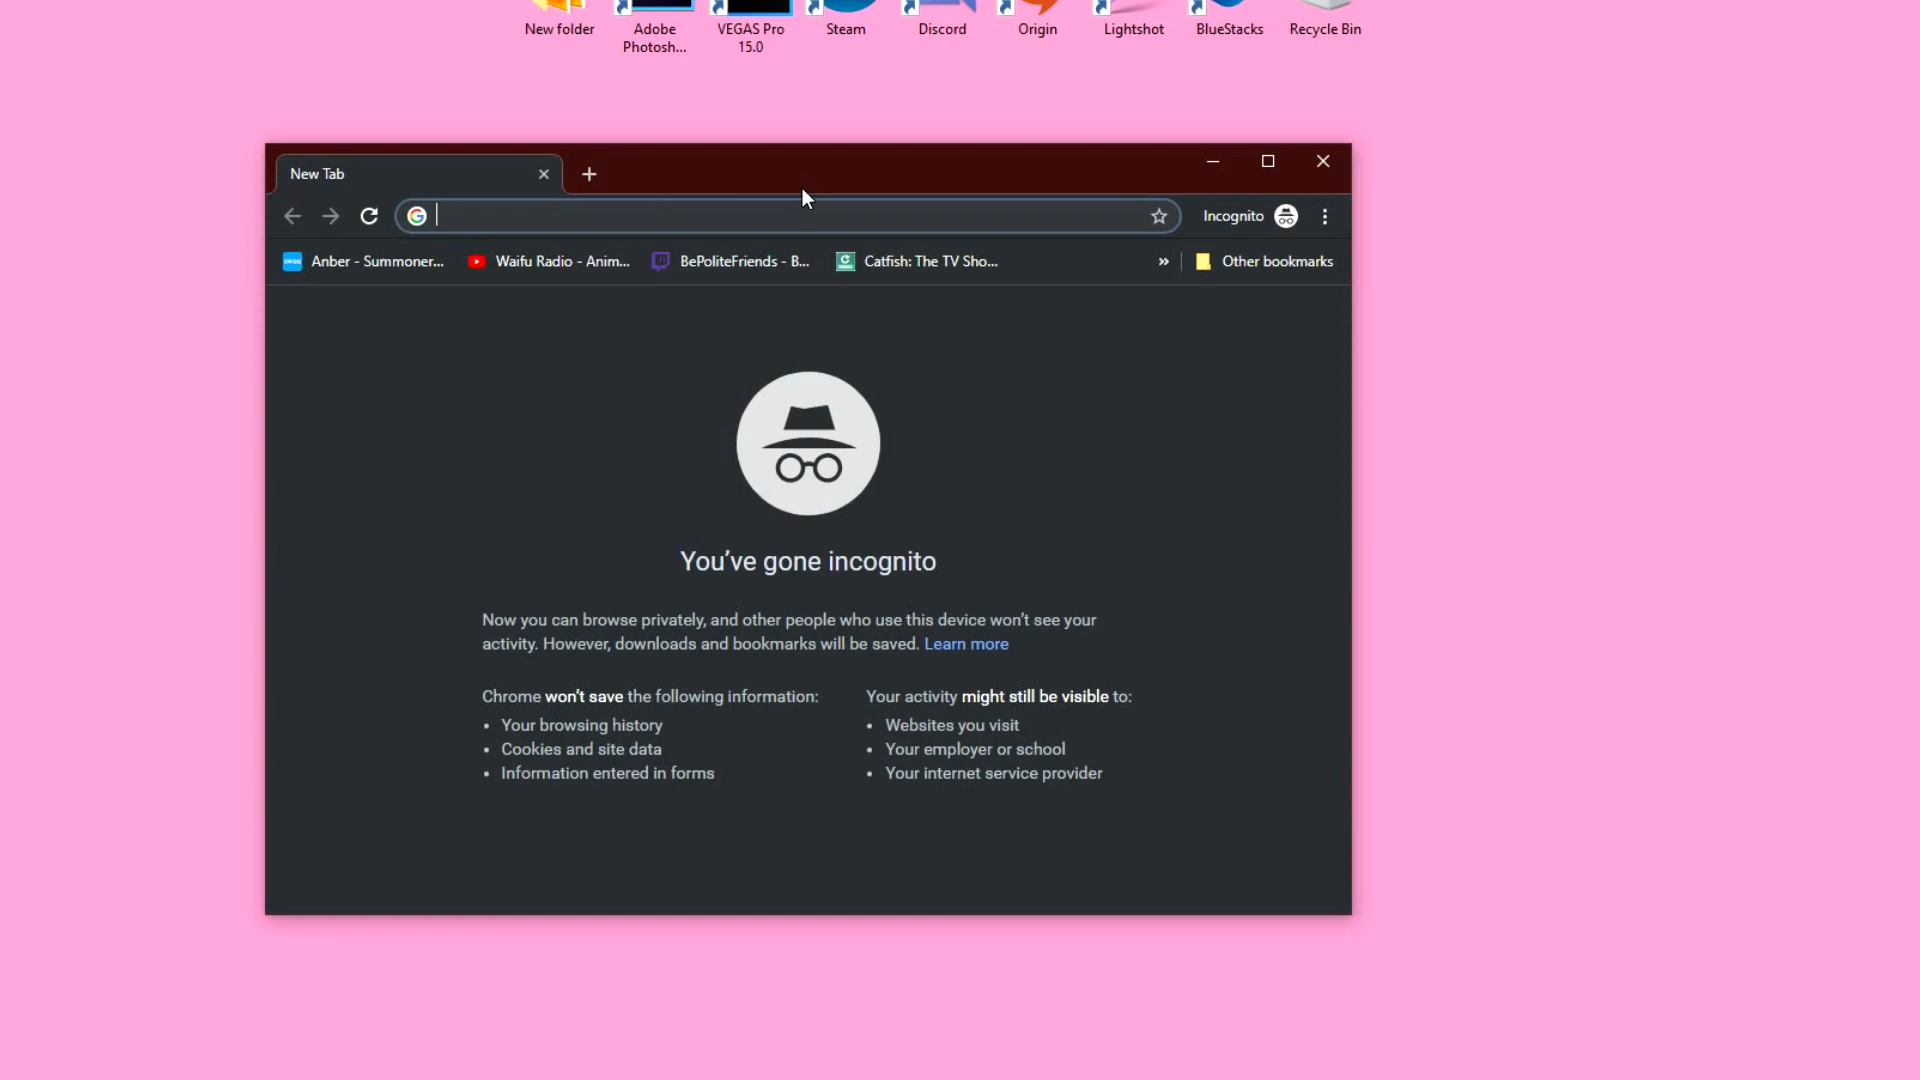 New folder
Adobe Photosh...
VEGAS Pro 15.0
Steam
Discord
Origin
Lightshot
BlueStacks
Recycle Bin
New Tab
Incognito
Anber - Summoner...
Waifu Radio - Anim...
BePoliteFriends - B...
Catfish: The TV Sho...
»
Other bookmarks
You've gone incognito
Now you can browse privately, and other people who use this device won't see your
activity. However, downloads and bookmarks will be saved. Learn more
Chrome won't save the following information:
• Your browsing history
• Cookies and site data
• Information entered in forms
Your activity might still be visible to:
• Websites you visit
• Your employer or school
• Your internet service provider